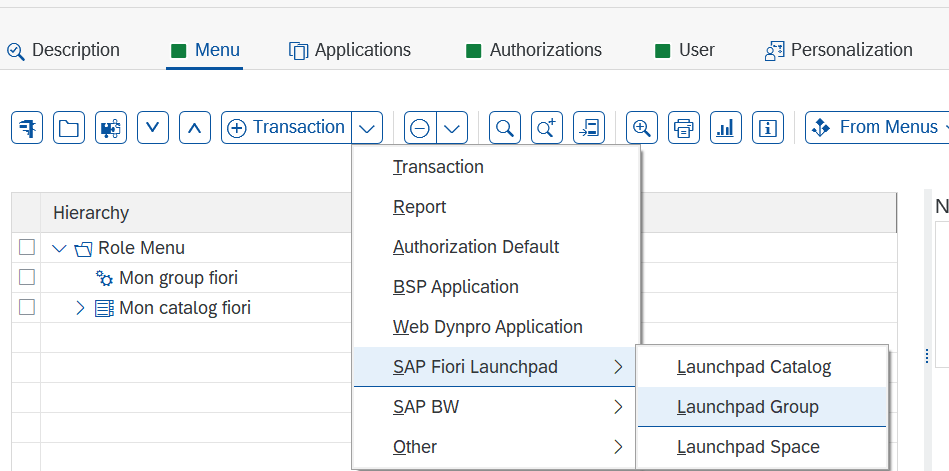 Description Menu Applications Authorizations User Personalization
Transaction From Menus
Transaction
Report
Authorization Default
BSP Application
Web Dynpro Application
SAP Fiori Launchpad
SAP BW
Other
Launchpad Catalog
Launchpad Group
Launchpad Space
Hierarchy
Role Menu
Mon group fiori
Mon catalog fiori
N